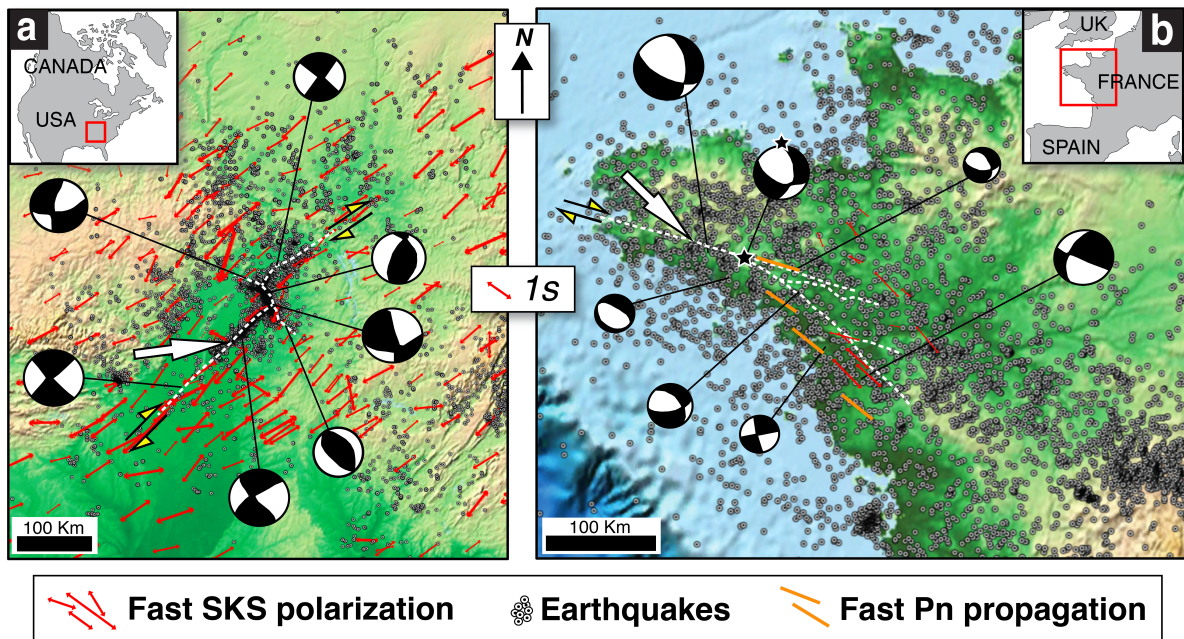 a
CANADA
USA
N
1s
100 Km
b
UK
FRANCE
SPAIN
100 Km
Fast SKS polarization
Earthquakes
Fast Pn propagation